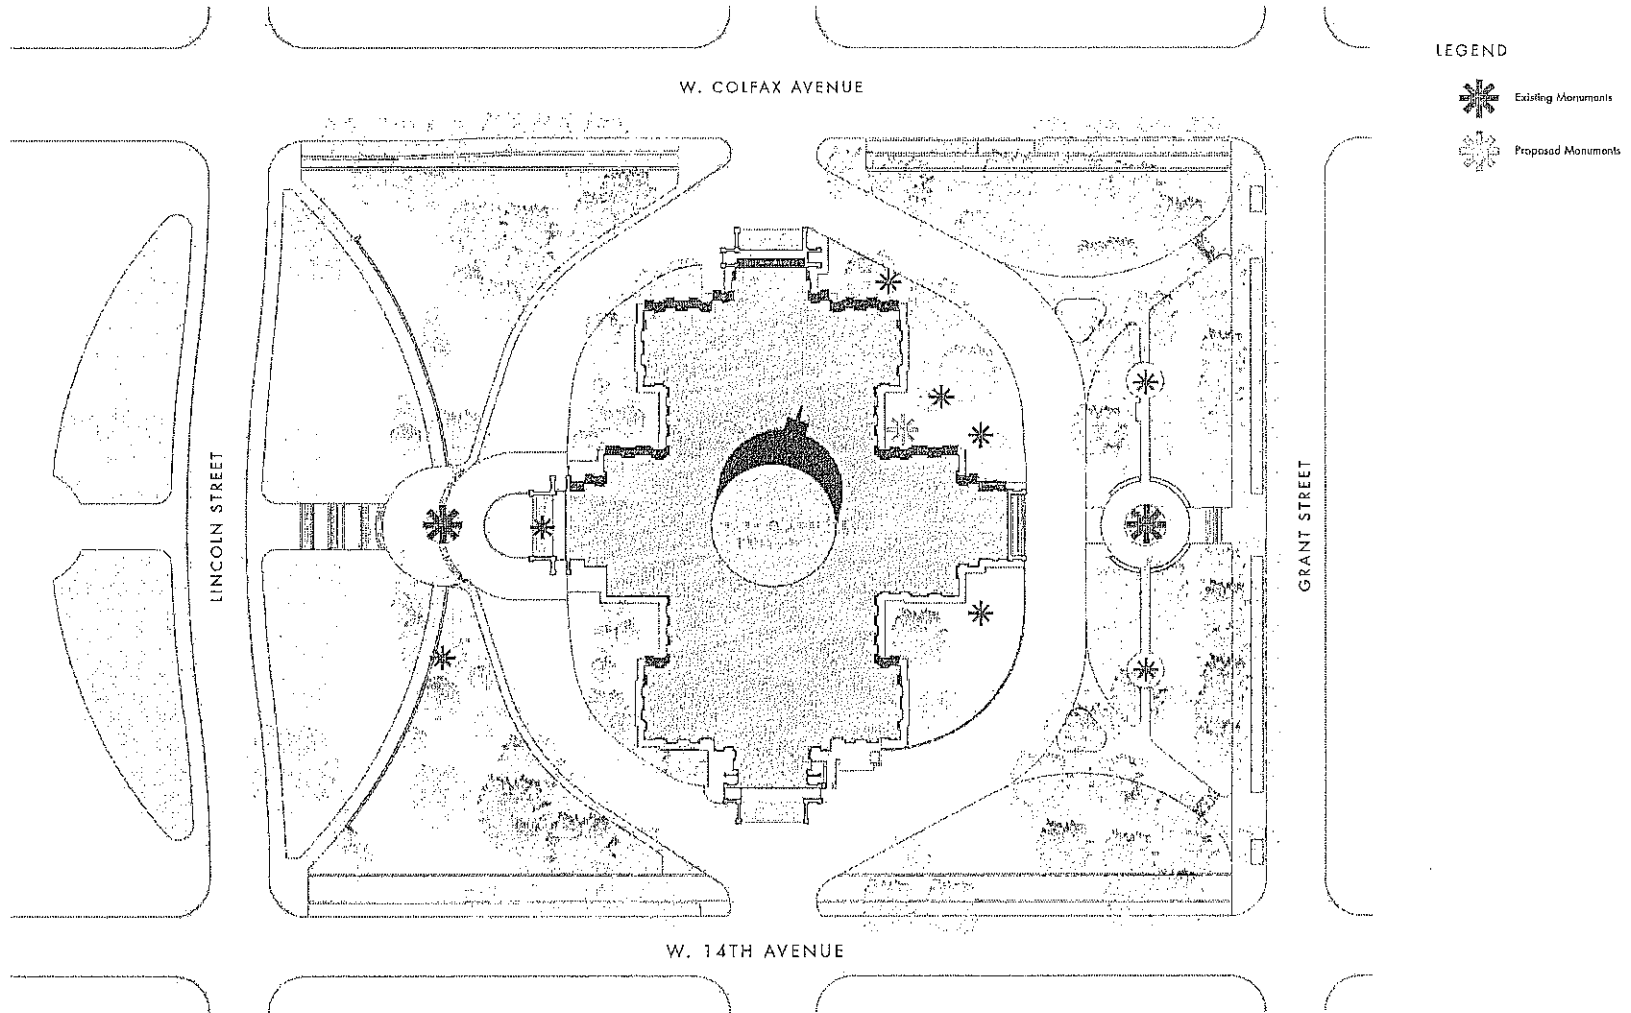 LEGEND
W. COLFAX AVENUE
Existing Monuments
Proposed Monuments
LINCOLN STREET
GRANT STREET
W. 14TH AVENUE